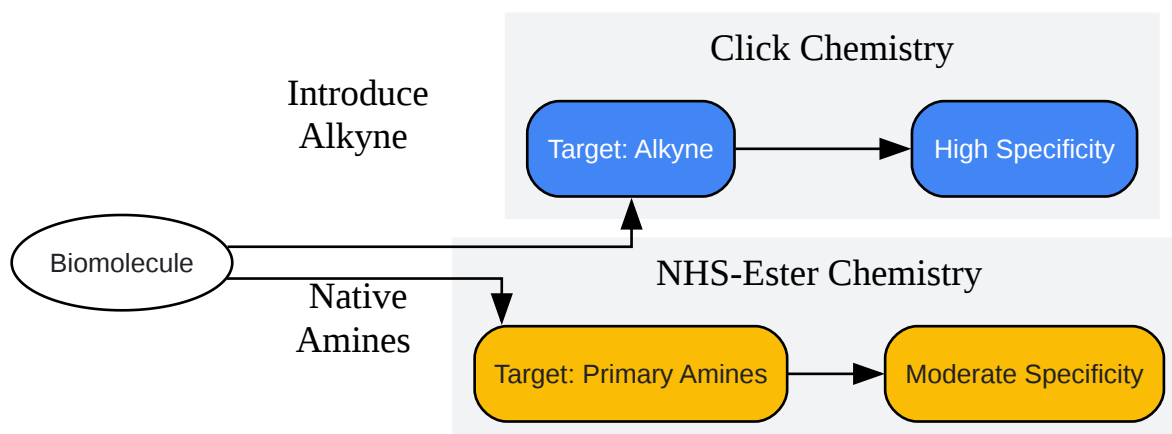 Click Chemistry
Introduce
Alkyne
Target: Alkyne
High Specificity
Biomolecule
NHS-Ester Chemistry
Native
Amines
Target: Primary Amines
Moderate Specificity